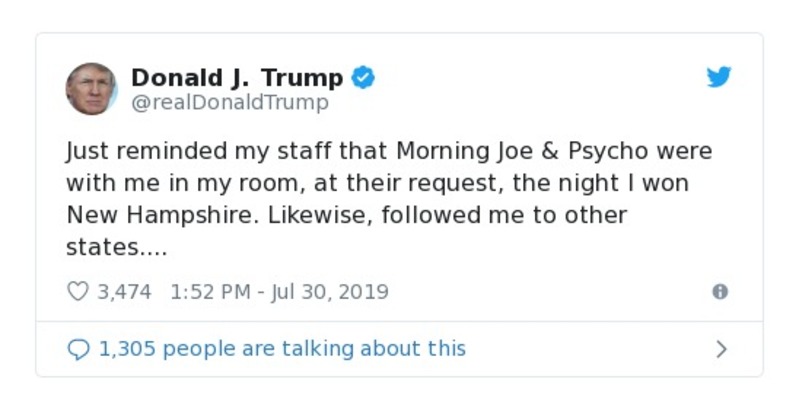 Donald J. Trump
@realDonaldTrump
Just reminded my staff that Morning Joe & Psycho were
with me in my room, at their request, the night I won
New Hampshire. Likewise, followed me to other
states....
3,474 1:52 PM - Jul 30, 2019
1,305 people are talking about this